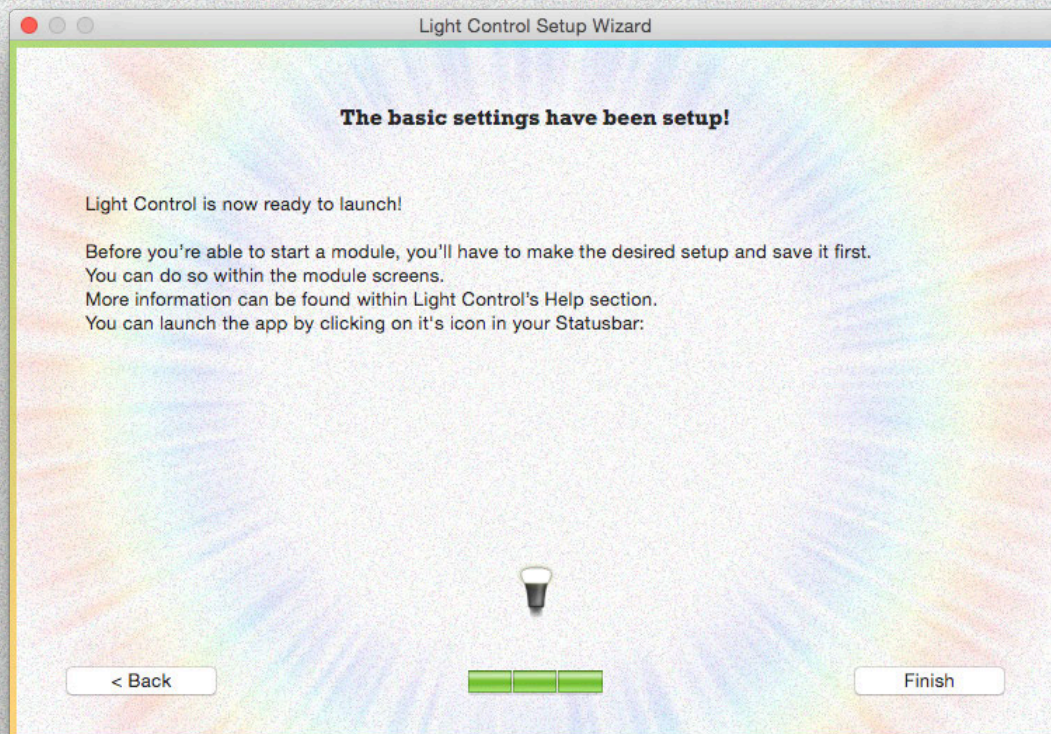 Light Control Setup Wizard
The basic settings have been setup!
Light Control is now ready to launch!
Before you're able to start a module, you'll have to make the desired setup and save it first.
You can do so within the module screens.
More information can be found within Light Control's Help section.
You can launch the app by clicking on it's icon in your Statusbar:
< Back
Finish